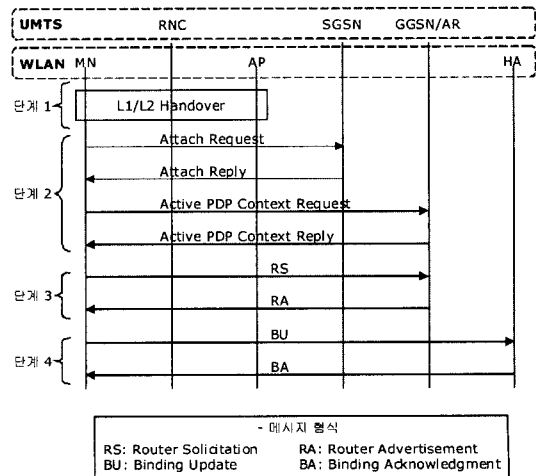 UMTS RNC SGSN GGSN/AR
WLAN MN AP HA
단계 1 L1/L2 Handover
Attach Request
Attach Reply
단계 2
Active PDP Context Request
Active PDP Context Reply
RS
단계 3
RA
BU
단계 4
BA
- 메시지 형식
RS: Router Solicitation RA: Router Advertisement
BU: Binding Update BA: Binding Acknowledgment